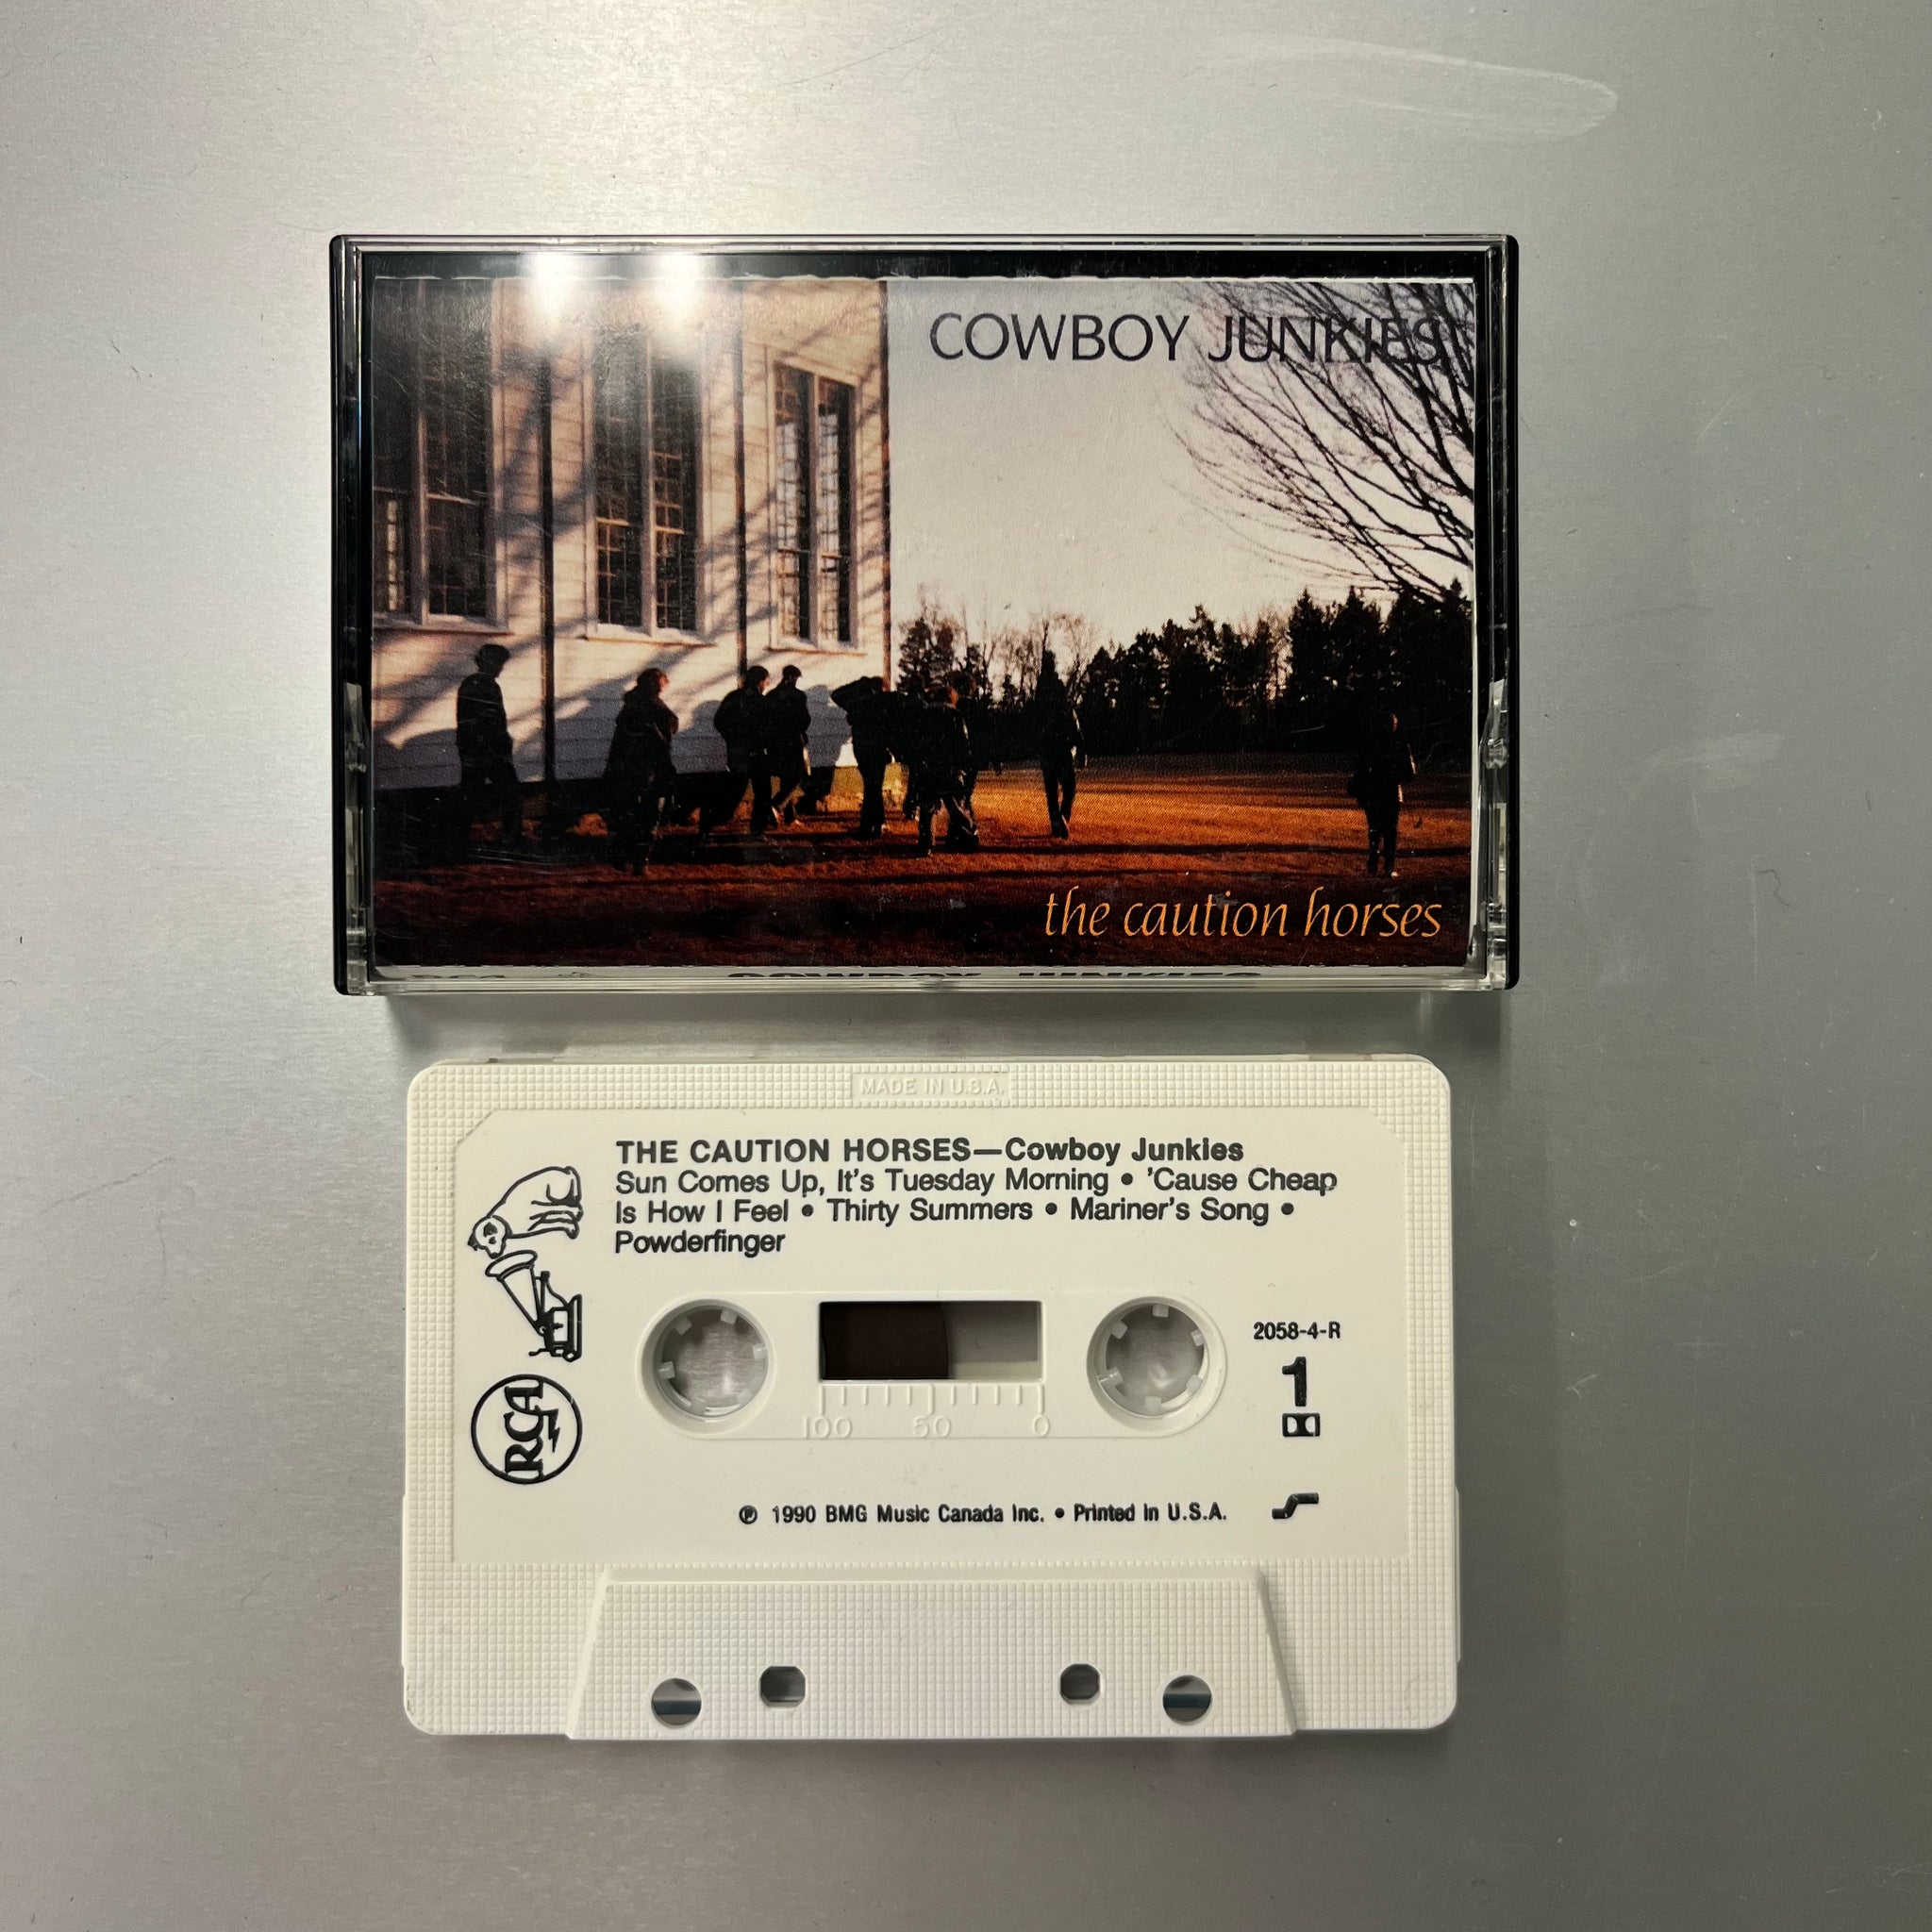 COWBOY JUNKIES
the caution horses
COWBOY JUNKIES
MADE IN U.S.A.
THE CAUTION HORSES—Cowboy Junkies
Sun Comes Up, It's Tuesday Morning • 'Cause Cheap
Is How I Feel • Thirty Summers • Mariner's Song •
Powderfinger
2058-4-R
1
100 50 0
RCA
℗ 1990 BMG Music Canada Inc. • Printed in U.S.A.